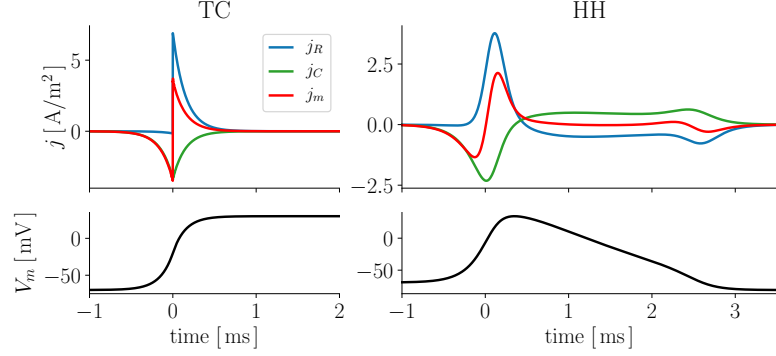 TC
HH
j [A/m²]
5
0
j_R
j_C
j_m
2.5
0.0
−2.5
V_m [mV]
0
−50
0
−50
−1
0
1
2
time [ms]
−1
0
1
2
3
time [ms]